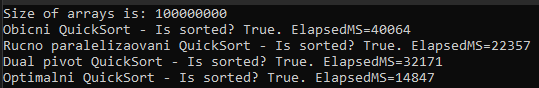 Size of arrays is: 100000000
Obicni QuickSort - Is sorted? True. ElapsedMS=40064
Rucno paralelizaovani QuickSort - Is sorted? True. ElapsedMS=22357
Dual pivot QuickSort - Is sorted? True. ElapsedMS=32171
Optimalni QuickSort - Is sorted? True. ElapsedMS=14847